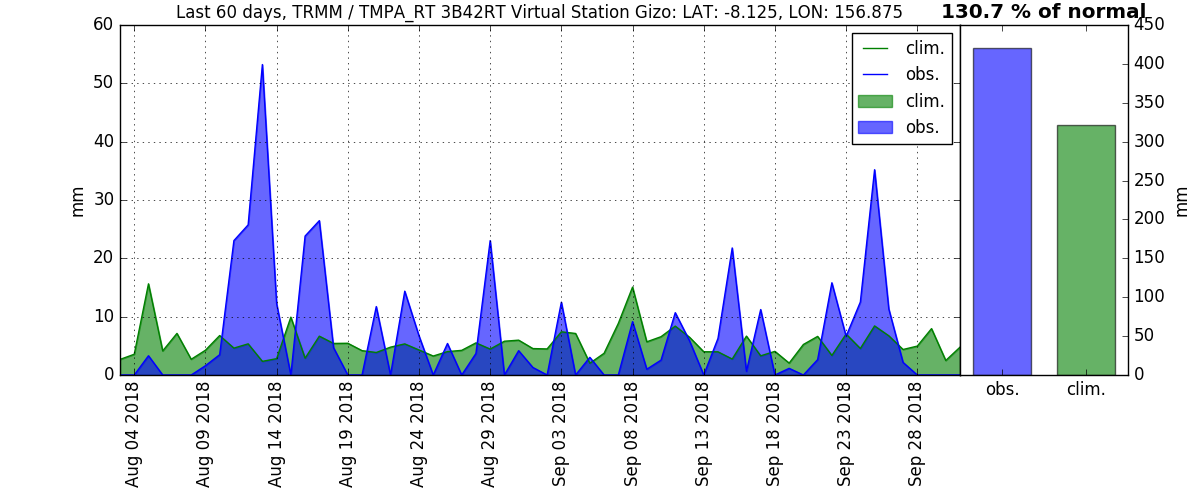 Last 60 days, TRMM / TMPA_RT 3B42RT Virtual Station Gizo: LAT: -8.125, LON: 156.875
130.7 % of normal
60
50
40
30
20
10
0
mm
clim.
obs.
clim.
obs.
Aug 04 2018
Aug 09 2018
Aug 14 2018
Aug 19 2018
Aug 24 2018
Aug 29 2018
Sep 03 2018
Sep 08 2018
Sep 13 2018
Sep 18 2018
Sep 23 2018
Sep 28 2018
450
400
350
300
250
200
150
100
50
0
mm
obs.
clim.